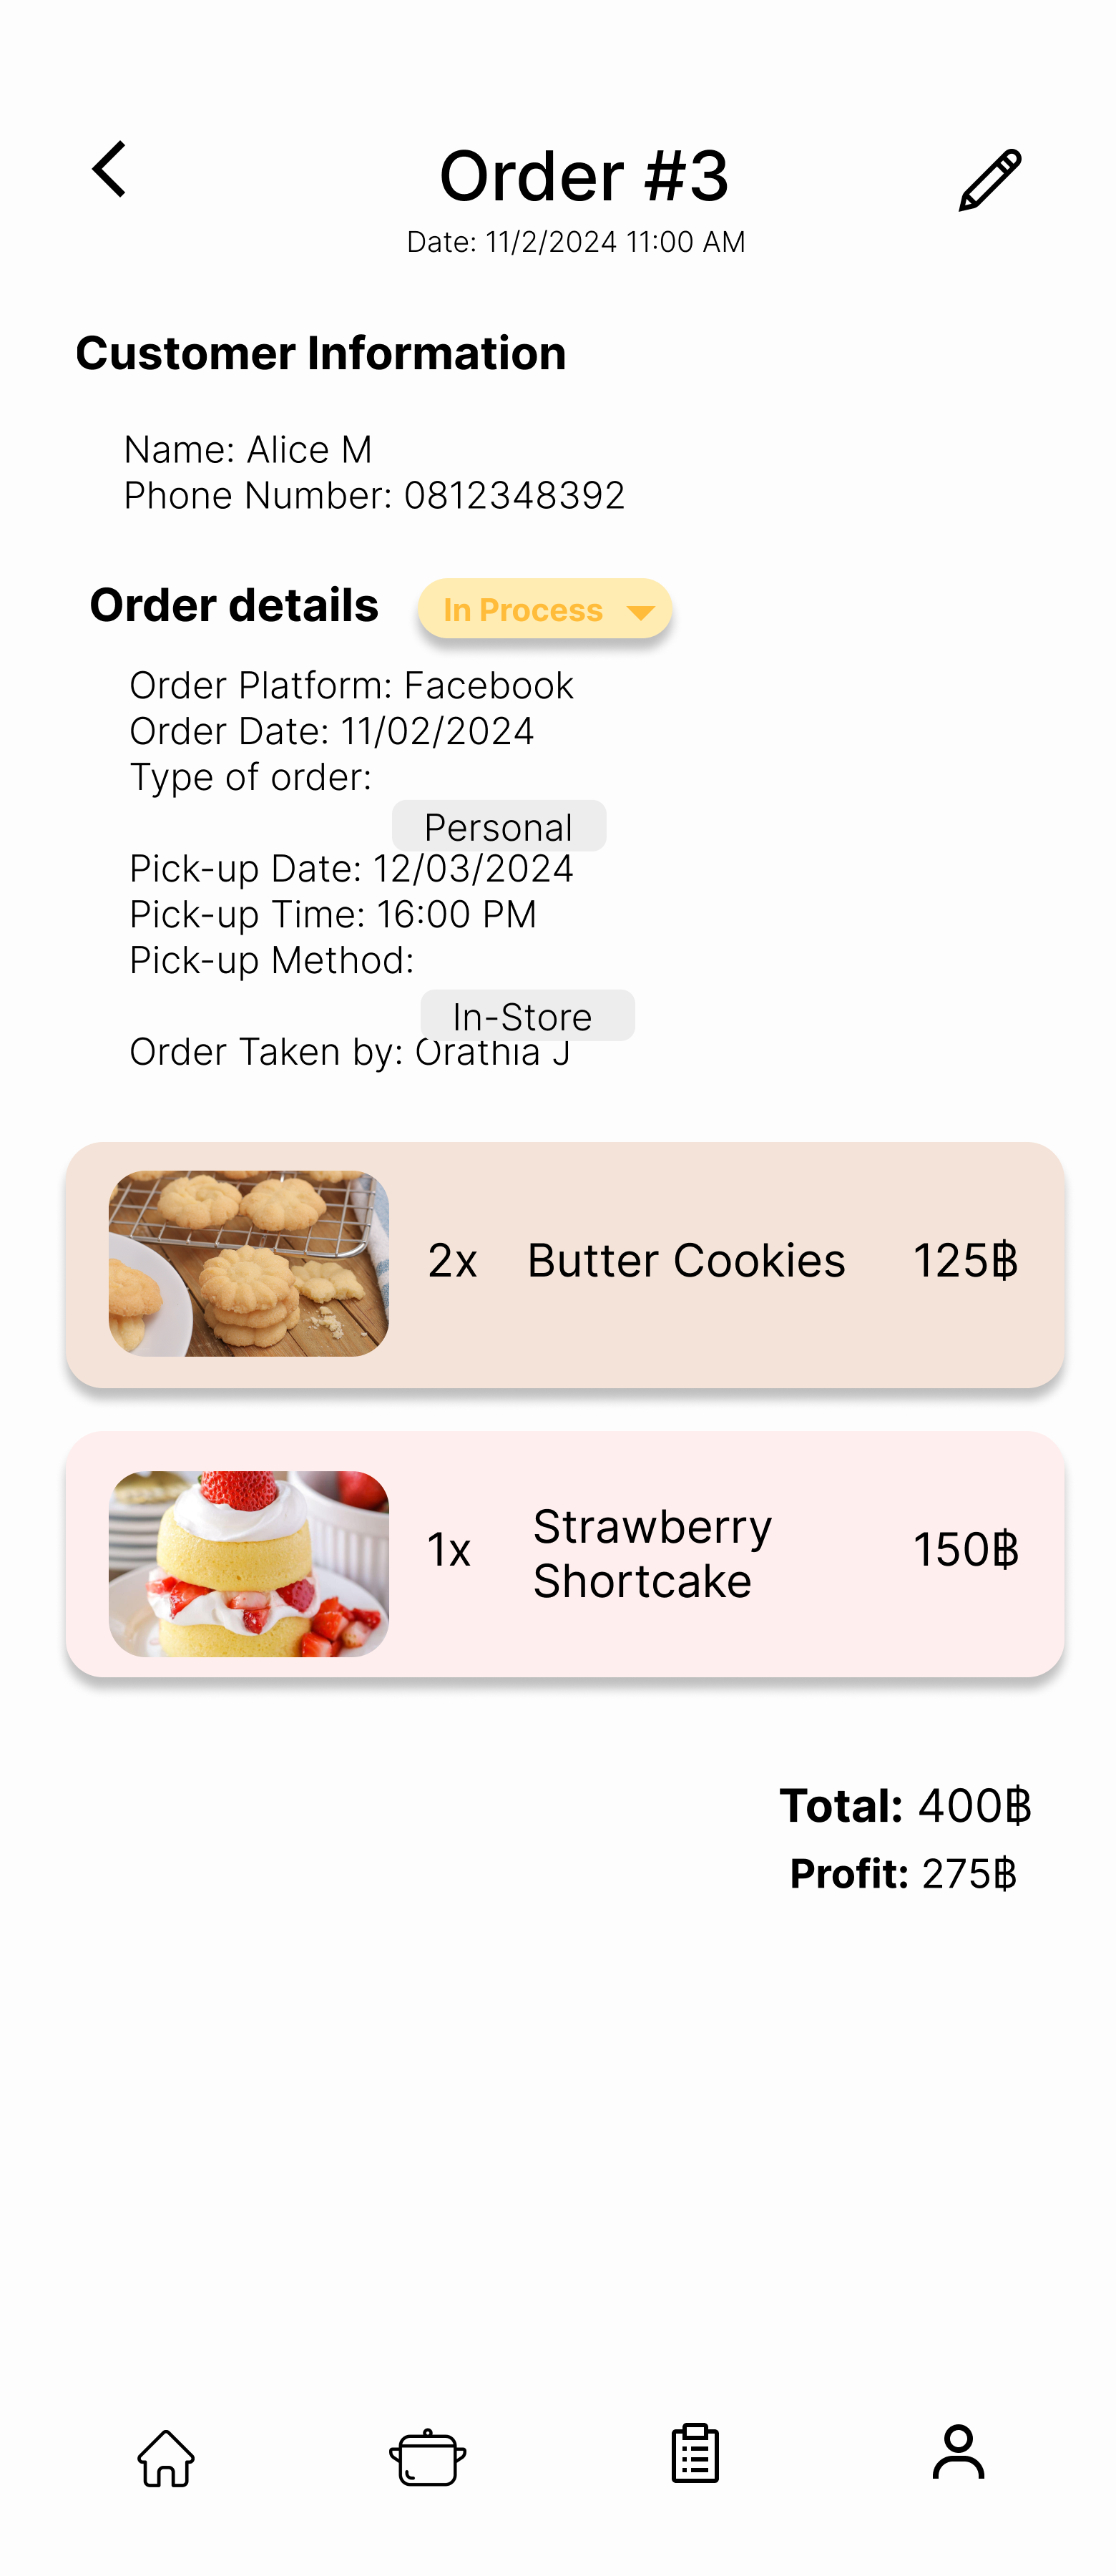 Order #3
Date: 11/2/2024 11:00 AM
Customer Information
Name: Alice M
Phone Number: 0812348392
Order details
In Process
Order Platform: Facebook
Order Date: 11/02/2024
Type of order:
Personal
Pick-up Date: 12/03/2024
Pick-up Time: 16:00 PM
Pick-up Method:
In-Store
Order Taken by: Orathia J
2x Butter Cookies 125฿
1x Strawberry
Shortcake 150฿
Total: 400฿
Profit: 275฿